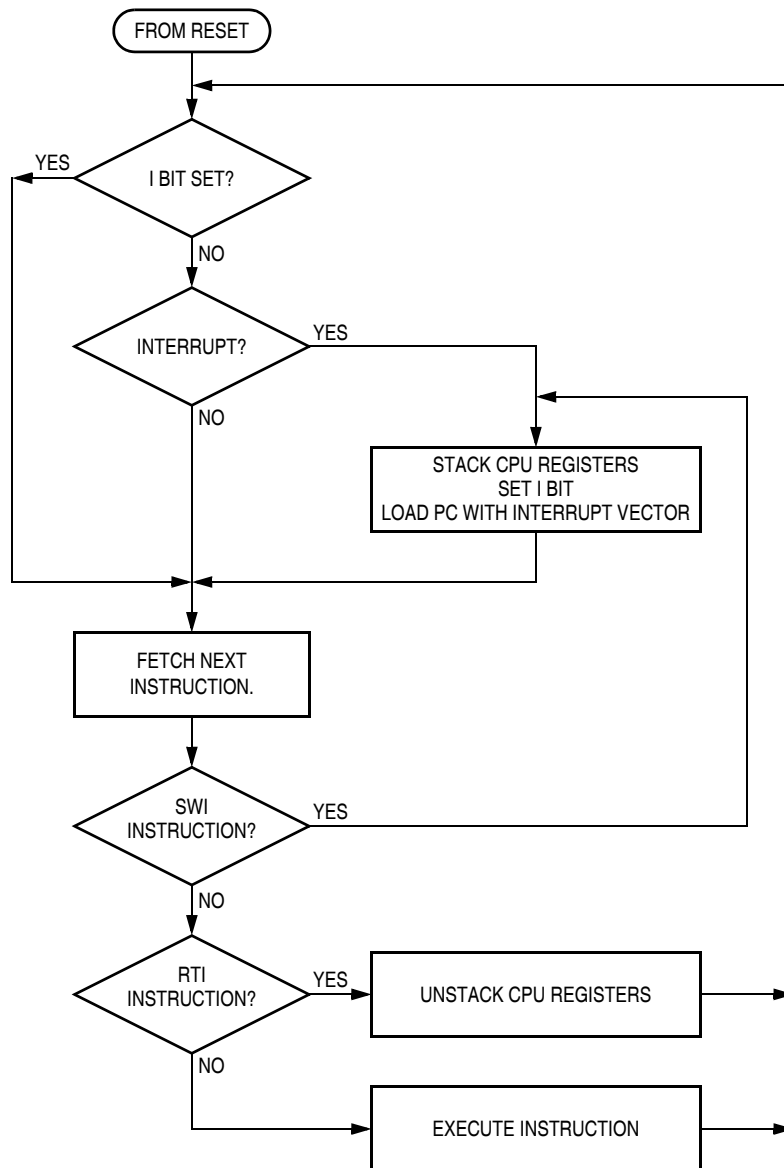 FROM RESET
YES
I BIT SET?
NO
INTERRUPT?
YES
NO
STACK CPU REGISTERS
SET I BIT
LOAD PC WITH INTERRUPT VECTOR
FETCH NEXT
INSTRUCTION.
SWI
INSTRUCTION?
YES
NO
RTI
INSTRUCTION?
YES
UNSTACK CPU REGISTERS
NO
EXECUTE INSTRUCTION